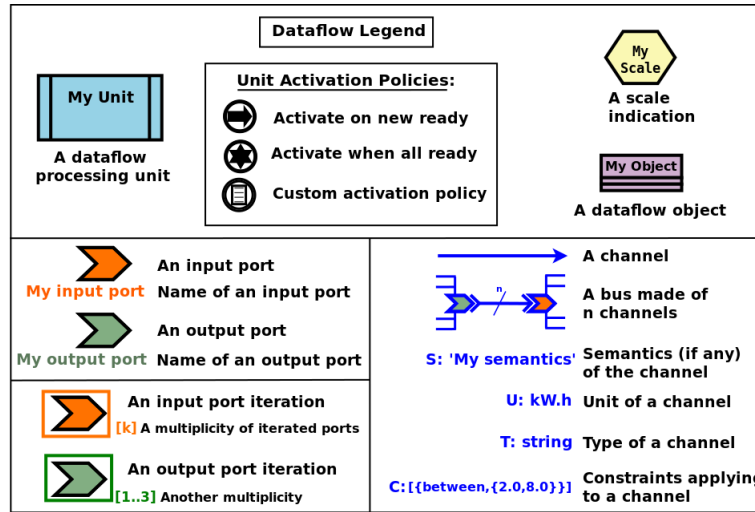 Dataflow Legend
My Unit
A dataflow
processing unit
Unit Activation Policies:
Activate on new ready
Activate when all ready
Custom activation policy
My
Scale
A scale
indication
My Object
A dataflow object
An input port
My input port
Name of an input port
An output port
My output port
Name of an output port
An input port iteration
[k] A multiplicity of iterated ports
An output port iteration
[1..3] Another multiplicity
A channel
n
A bus made of
n channels
S: 'My semantics'
Semantics (if any)
of the channel
U: kW.h
Unit of a channel
T: string
Type of a channel
C:[{between,{2.0,8.0}}]
Constraints applying
to a channel